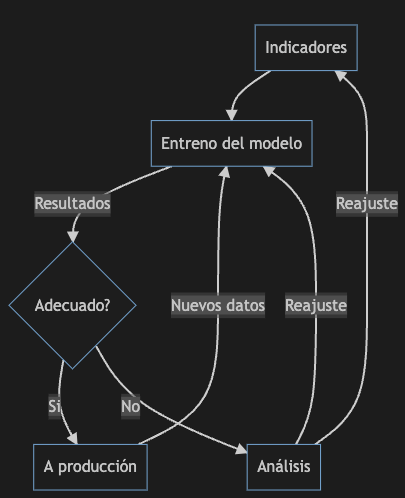 Indicadores
Entreno del modelo
Resultados
Reajuste
Adecuado?
Nuevos datos
Reajuste
Si
No
A producción
Análisis